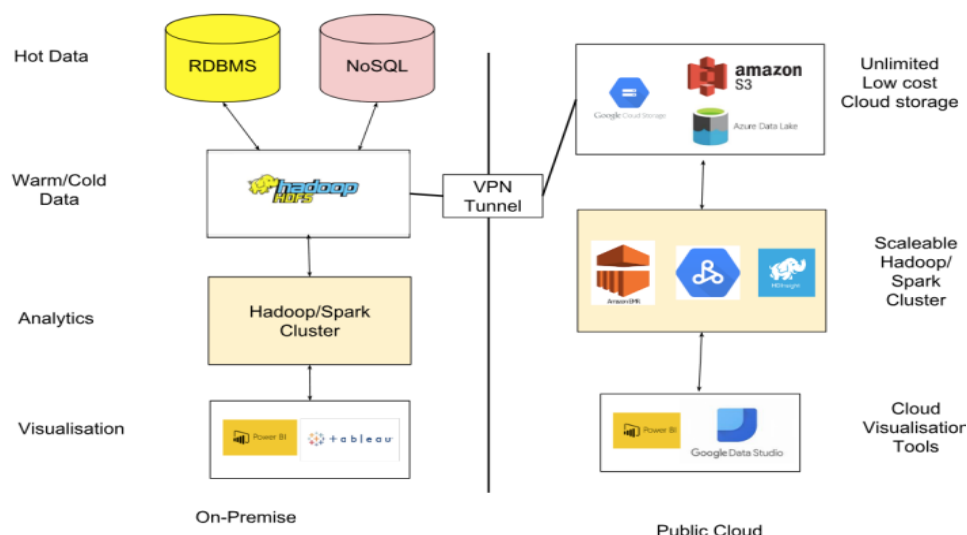 Hot Data
RDBMS
NoSQL
Google Cloud Storage
amazon
S3
Azure Data Lake
Unlimited
Low cost
Cloud storage
Warm/Cold
Data
hadoop
HDFS
VPN
Tunnel
Amazon EMR
HDInsight
Scaleable
Hadoop/
Spark
Cluster
Analytics
Hadoop/Spark
Cluster
Visualisation
Power BI
+ableau
Power BI
Google Data Studio
Cloud
Visualisation
Tools
On-Premise
Public Cloud